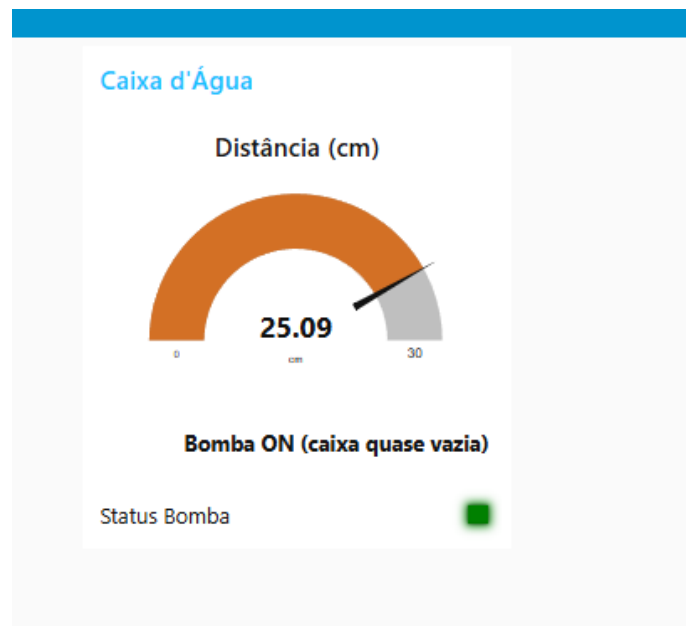 Caixa d'Água
Distância (cm)
25.09
0
cm
30
Bomba ON (caixa quase vazia)
Status Bomba